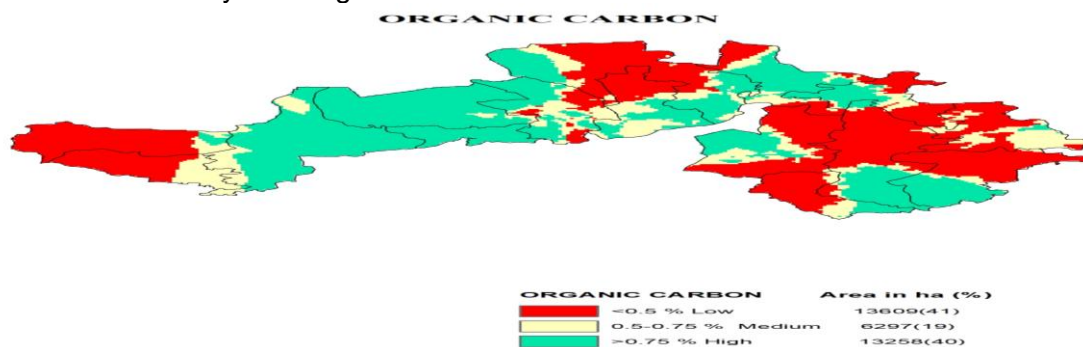 ORGANIC CARBON
ORGANIC CARBON Area in ha (%)
<0.5 % Low 13609(41)
0.5-0.75 % Medium 6297(19)
>0.75 % High 13258(40)